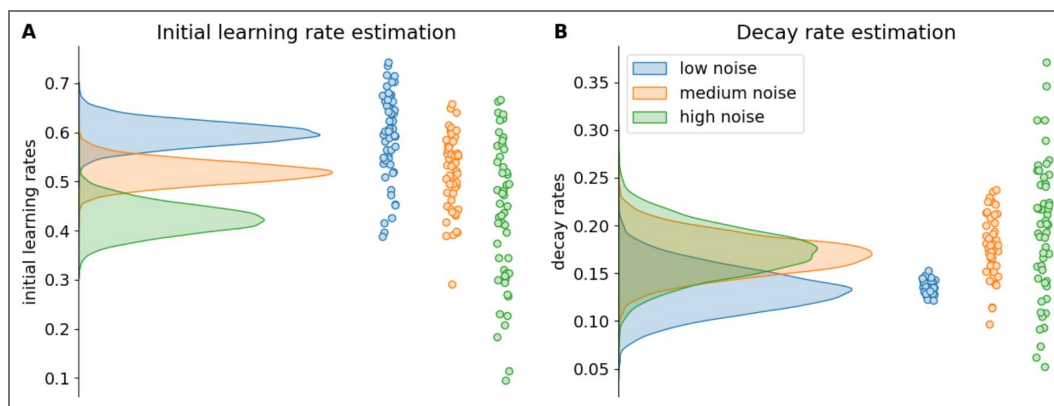 A
Initial learning rate estimation
initial learning rates
0.7
0.6
0.5
0.4
0.3
0.2
0.1
B
Decay rate estimation
decay rates
0.35
0.30
0.25
0.20
0.15
0.10
0.05
low noise
medium noise
high noise